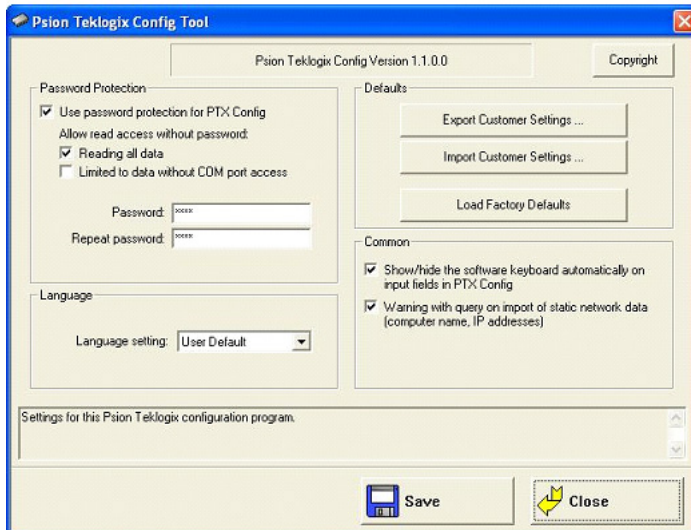 Psion Teklogix Config Tool
Psion Teklogix Config Version 1.1.0.0
Copyright
Password Protection
Use password protection for PTX Config
Allow read access without password:
Reading all data
Limited to data without COM port access
Password: ****
Repeat password: ****
Language
Language setting: User Default
Defaults
Export Customer Settings ...
Import Customer Settings ...
Load Factory Defaults
Common
Show/hide the software keyboard automatically on
input fields in PTX Config
Warning with query on import of static network data
(computer name, IP addresses)
Settings for this Psion Teklogix configuration program.
Save
Close